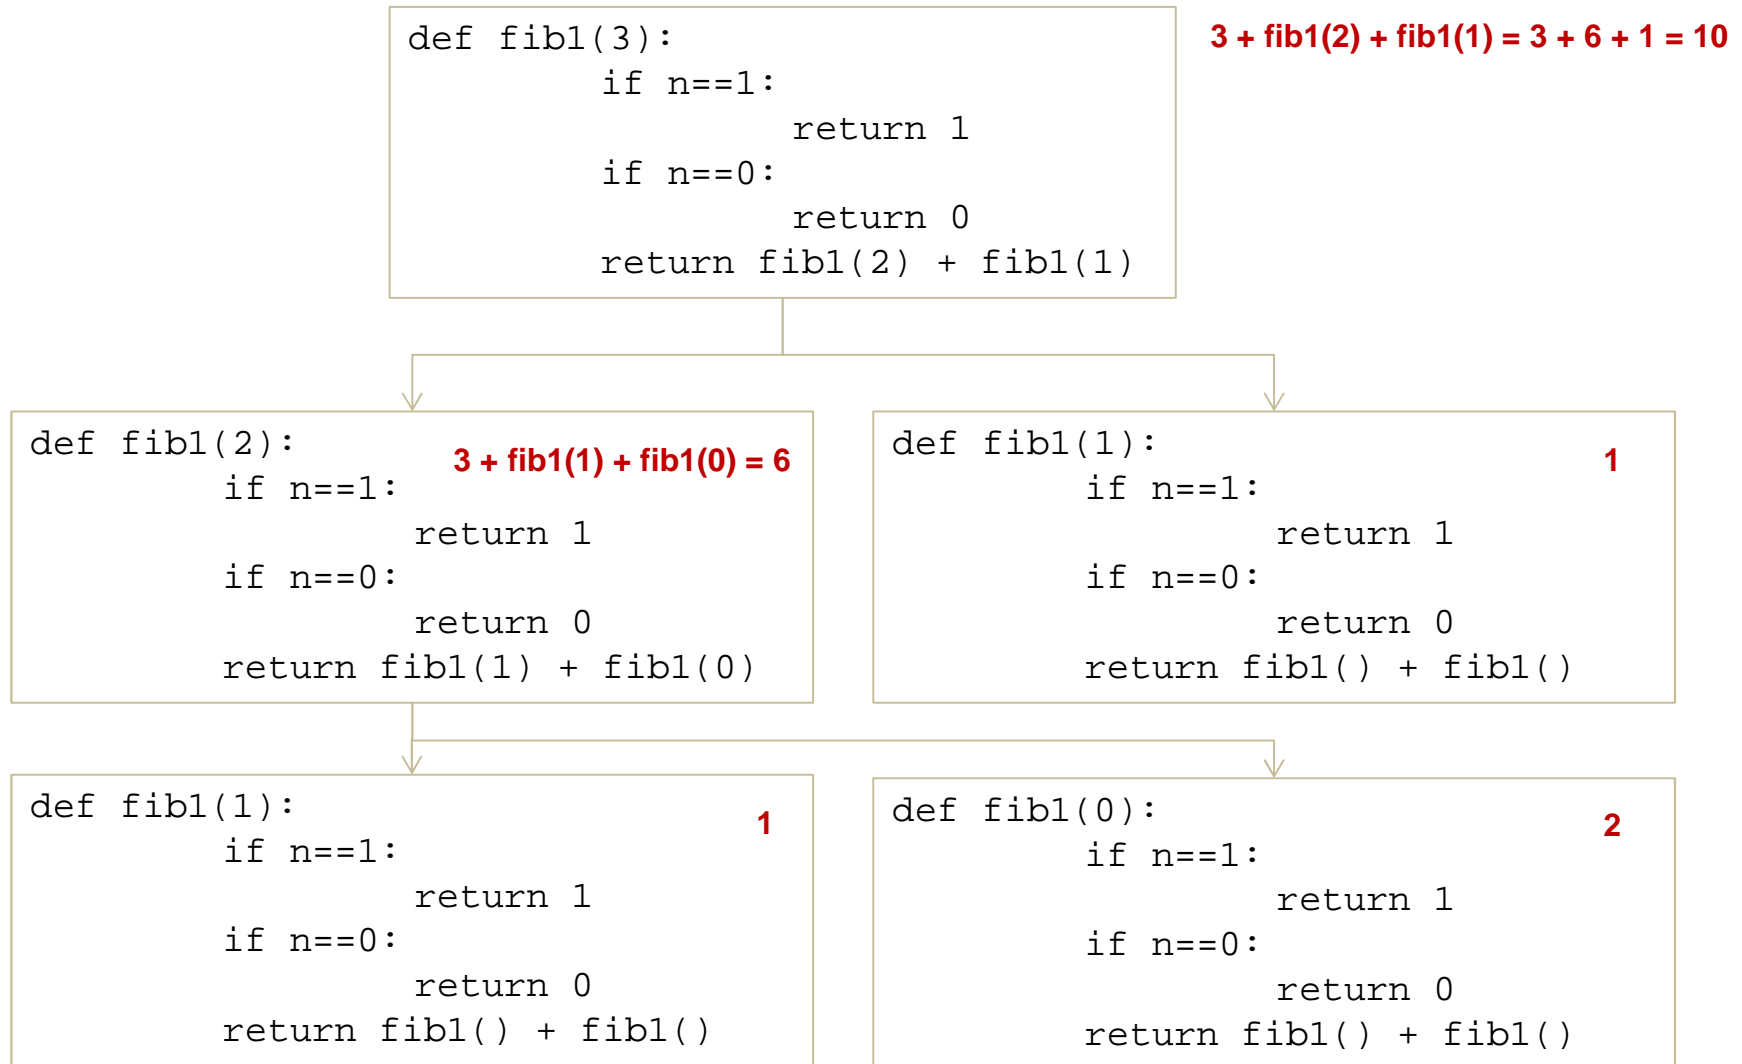 def fib1(3):
3 + fib1(2) + fib1(1) = 3 + 6 + 1 = 10
if n==1:
return 1
if n==0:
return 0
return fib1(2) + fib1(1)
def fib1(2):
3 + fib1(1) + fib1(0) = 6
if n==1:
return 1
if n==0:
return 0
return fib1(1) + fib1(0)
def fib1(1):
1
if n==1:
return 1
if n==0:
return 0
return fib1() + fib1()
def fib1(1):
1
if n==1:
return 1
if n==0:
return 0
return fib1() + fib1()
def fib1(0):
2
if n==1:
return 1
if n==0:
return 0
return fib1() + fib1()